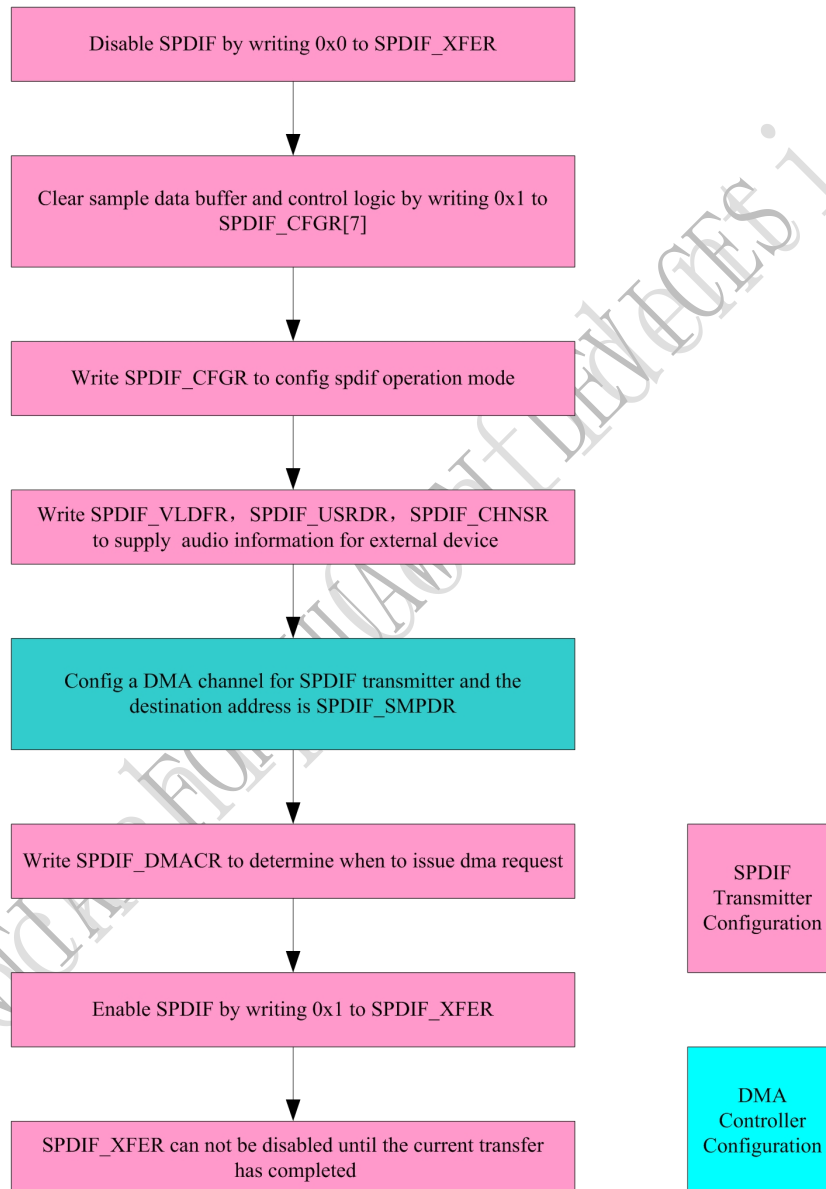 Disable SPDIF by writing 0x0 to SPDIF_XFER
Clear sample data buffer and control logic by writing 0x1 to
SPDIF_CFGR[7]
Write SPDIF_CFGR to config spdif operation mode
Write SPDIF_VLDFR，SPDIF_USRDR，SPDIF_CHNSR
to supply audio information for external device
Config a DMA channel for SPDIF transmitter and the
destination address is SPDIF_SMPDR
Write SPDIF_DMACR to determine when to issue dma request
Enable SPDIF by writing 0x1 to SPDIF_XFER
SPDIF_XFER can not be disabled until the current transfer
has completed
SPDIF
Transmitter
Configuration
DMA
Controller
Configuration